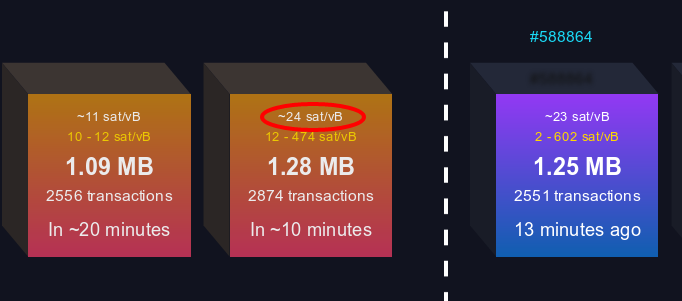 ~11 sat/vB
10 - 12 sat/vB
1.09 MB
2556 transactions
In ~20 minutes
~24 sat/vB
12 - 474 sat/vB
1.28 MB
2874 transactions
In ~10 minutes
#588864
~23 sat/vB
2 - 602 sat/vB
1.25 MB
2551 transactions
13 minutes ago